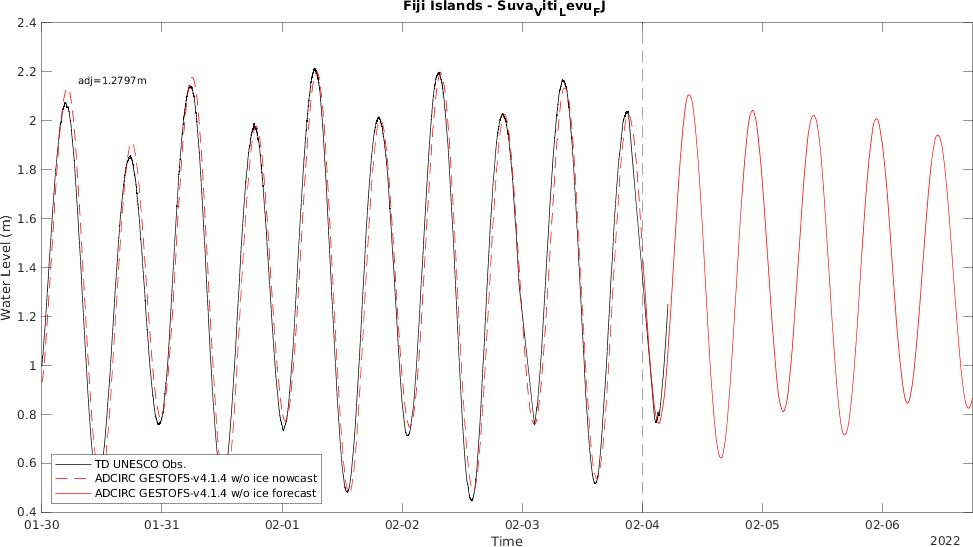 Fiji Islands - Suva_Viti_Levu_FJ
adj=1.2797m
2.4
2.2
2
1.8
1.6
1.4
1.2
1
0.8
0.6
0.4
Water Level (m)
TD UNESCO Obs.
ADCIRC GESTOFS-v4.1.4 w/o ice nowcast
ADCIRC GESTOFS-v4.1.4 w/o ice forecast
01-30 01-31 02-01 02-02 02-03 02-04 02-05 02-06
Time
2022